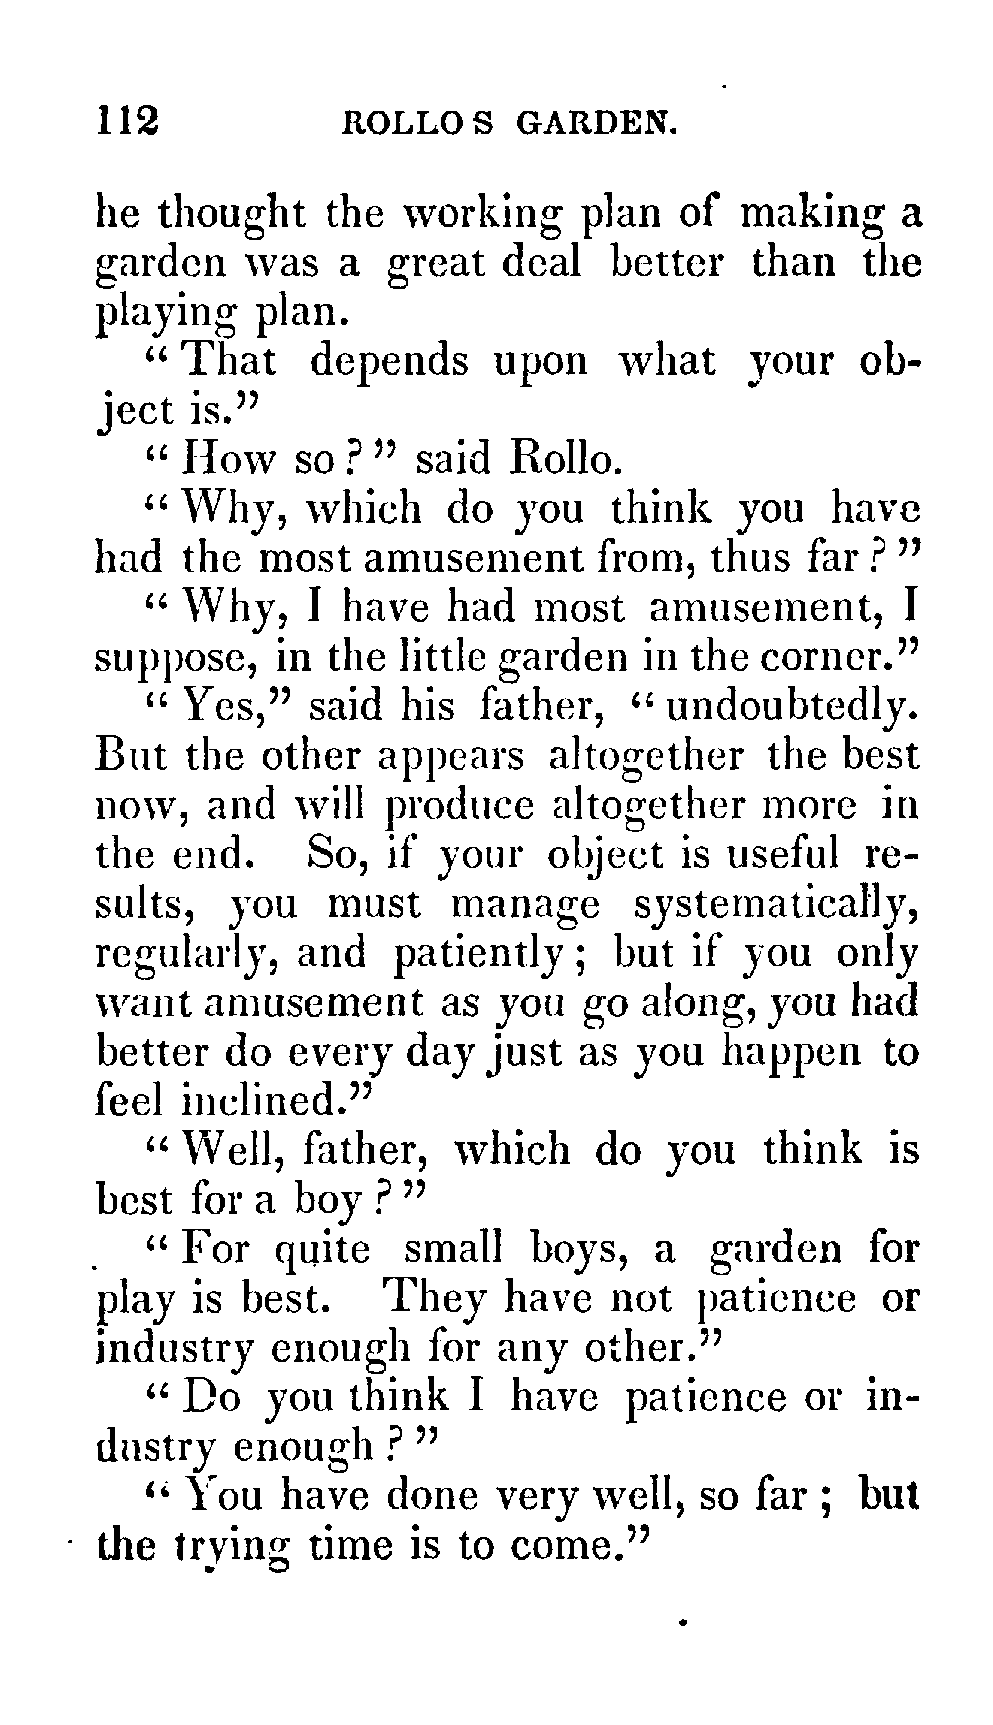 112 ROLLO S GARDEN.
he thought the working plan of making a
garden was a great deal better than the
playing plan.
“ That depends upon what your ob-
ject is.”
“ How so ? ” said Rollo.
“ Why, which do you think you have
had the most amusement from, thus far ? ”
“ Why, I have had most amusement, I
suppose, in the little garden in the corner.”
“ Yes,” said his father, “ undoubtedly.
But the other appears altogether the best
now, and will produce altogether more in
the end. So, if your object is useful re-
sults, you must manage systematically,
regularly, and patiently ; but if you only
want amusement as you go along, you had
better do every day just as you happen to
feel inclined.”
“ Well, father, which do you think is
best for a boy ? ”
“ For quite small boys, a garden for
play is best. They have not patience or
industry enough for any other.”
“ Do you think I have patience or in-
dustry enough ? ”
“ You have done very well, so far ; but
the trying time is to come.”